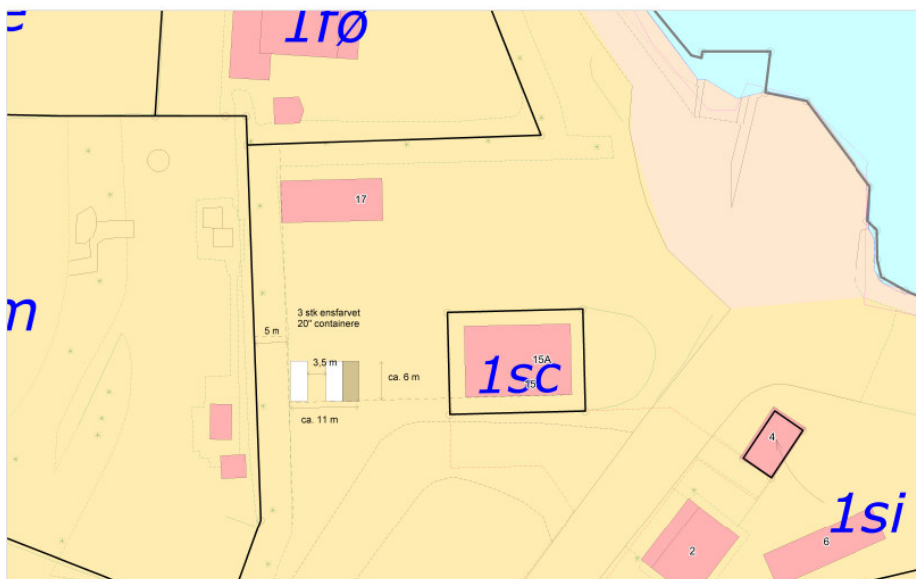 1fø
17
3 stk ensfarvet
20" containere
5 m
3,5 m
ca. 6 m
ca. 11 m
15A
1sc
15
4
1si
2
6